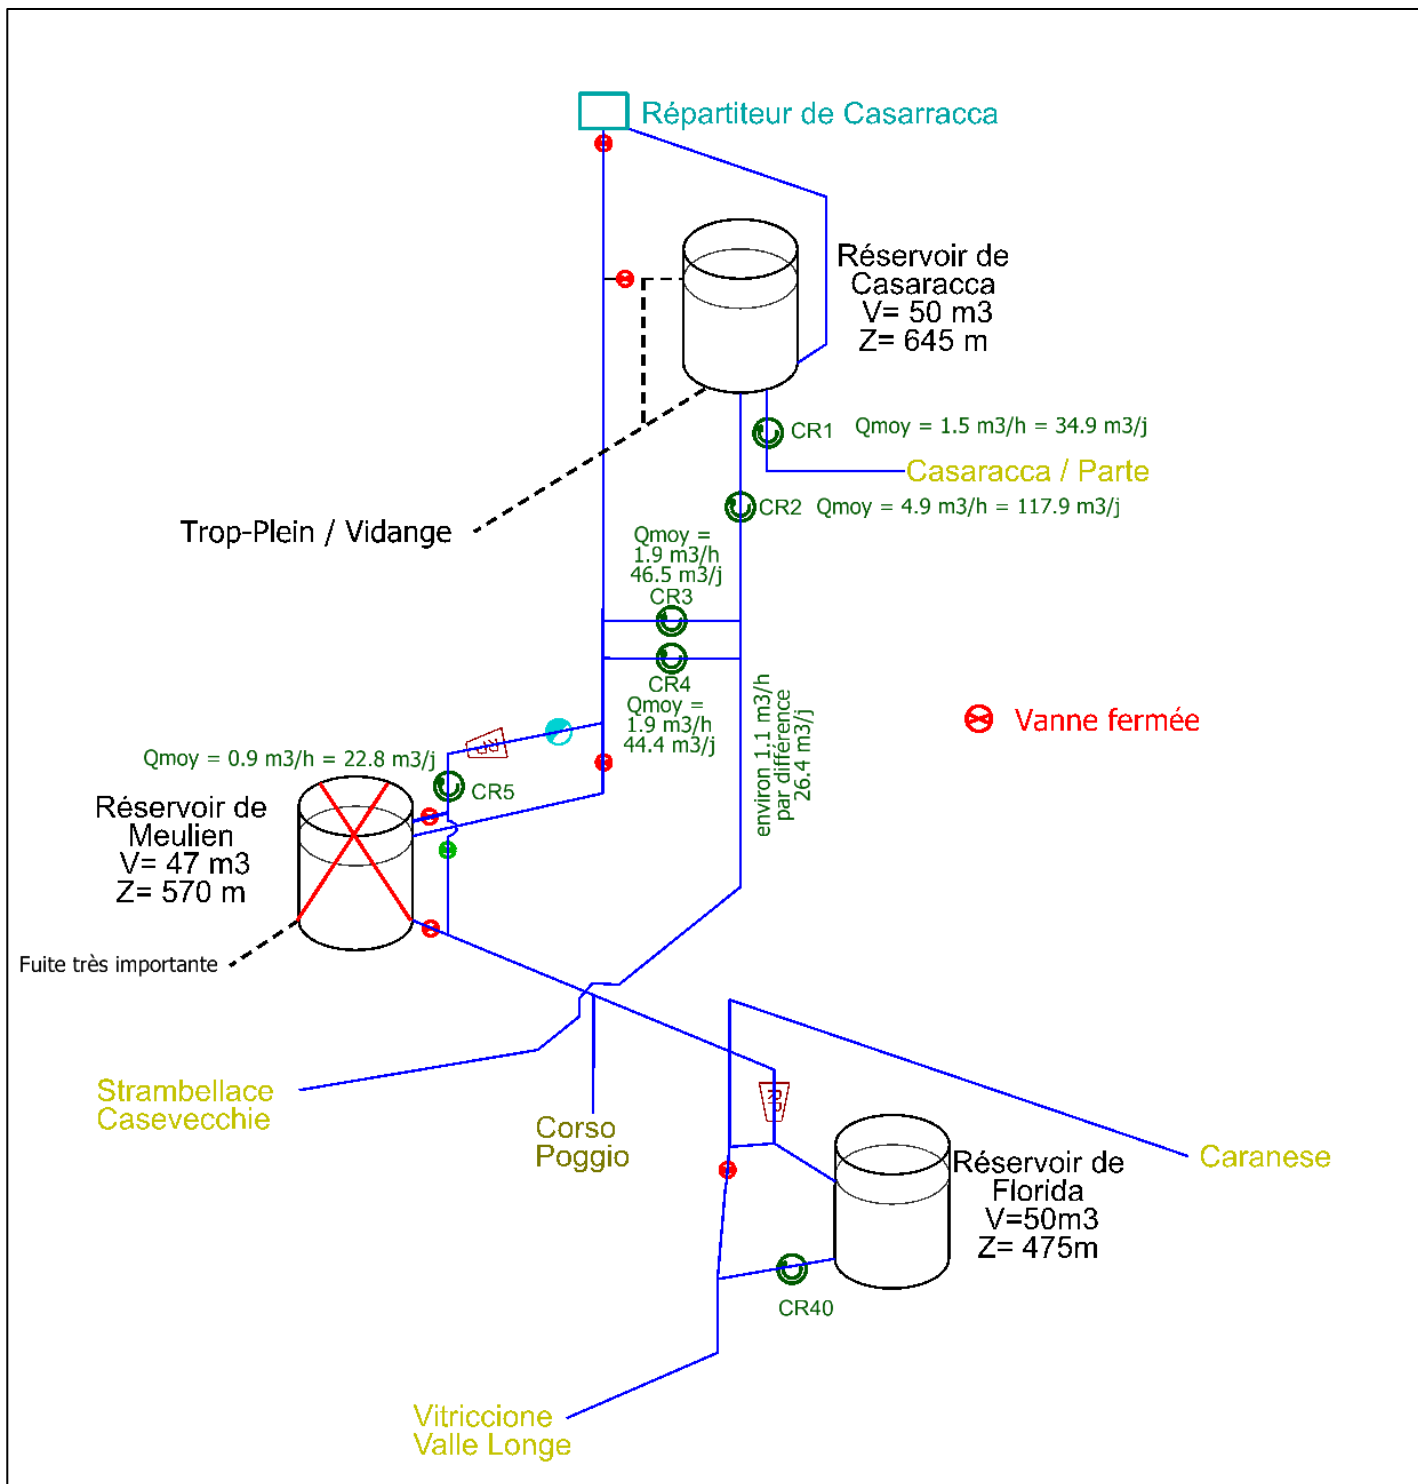 Répartiteur de Casarracca
Réservoir de
Casaracca
V= 50 m3
Z= 645 m
CR1
Qmoy = 1.5 m3/h = 34.9 m3/j
Casaracca / Parte
CR2
Qmoy = 4.9 m3/h = 117.9 m3/j
Trop-Plein / Vidange
Qmoy =
1.9 m3/h
46.5 m3/j
CR3
CR4
Qmoy =
1.9 m3/h
44.4 m3/j
environ 1.1 m3/h
par différence
26.4 m3/j
Vanne fermée
RP
Qmoy = 0.9 m3/h = 22.8 m3/j
CR5
Réservoir de
Meulien
V= 47 m3
Z= 570 m
Fuite très importante
Strambellace
Casevecchie
Corso
Poggio
RP
Caranese
Réservoir de
Florida
V=50m3
Z= 475m
CR40
Vitriccione
Valle Longe